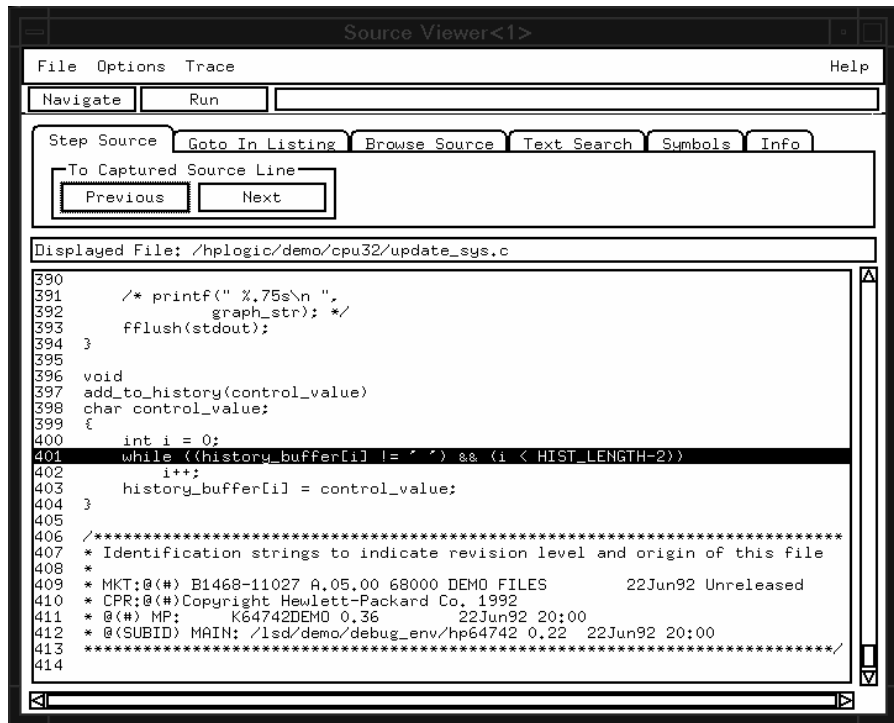 Source Viewer<1>
File Options Trace Help
Navigate Run
Step Source Goto In Listing Browse Source Text Search Symbols Info
To Captured Source Line
Previous Next
Displayed File: /hplogic/demo/cpu32/update_sys.c
390
391     /* printf(" %.75s\n ",
392              graph_str); */
393     fflush(stdout);
394 }
395
396 void
397 add_to_history(control_value)
398 char control_value;
399 {
400     int i = 0;
401     while ((history_buffer[i] != ' ') && (i < HIST_LENGTH-2))
402         i++;
403     history_buffer[i] = control_value;
404 }
405
406 /***************************************************************************
407 * Identification strings to indicate revision level and origin of this file
408 *
409 * MKT:@(#) B1468-11027 A.05.00 68000 DEMO FILES        22Jun92 Unreleased
410 * CPR:@(#)Copyright Hewlett-Packard Co. 1992
411 * @(#) MP:     K64742DEMO 0.36        22Jun92 20:00
412 * @(SUBID) MAIN: /lsd/demo/debug_env/hp64742 0.22  22Jun92 20:00
413 ***************************************************************************/
414